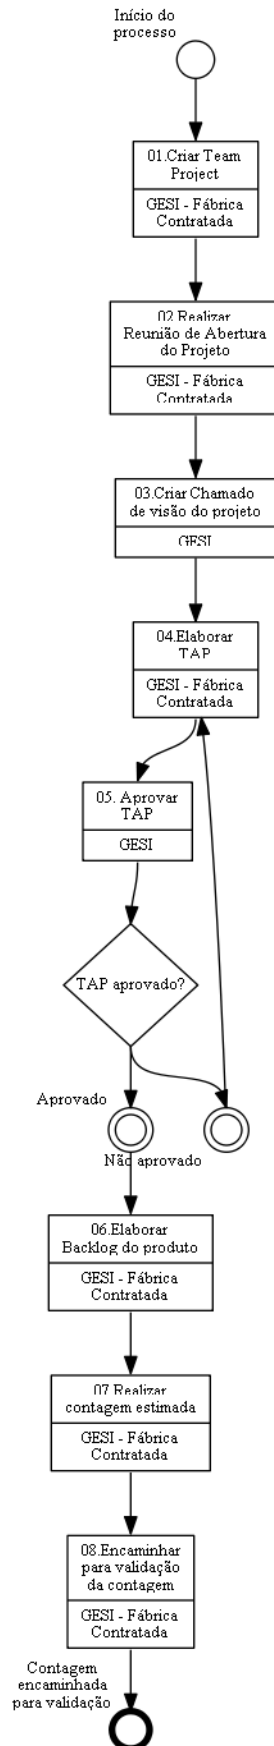 Início do
processo
01.Criar Team
Project
GESI - Fábrica
Contratada
02.Realizar
Reunião de Abertura
do Projeto
GESI - Fábrica
Contratada
03.Criar Chamado
de visão do projeto
GESI
04.Elaborar
TAP
GESI - Fábrica
Contratada
05. Aprovar
TAP
GESI
TAP aprovado?
Aprovado
Não aprovado
06.Elaborar
Backlog do produto
GESI - Fábrica
Contratada
07.Realizar
contagem estimada
GESI - Fábrica
Contratada
08.Encaminhar
para validação
da contagem
GESI - Fábrica
Contratada
Contagem
encaminhada
para validação